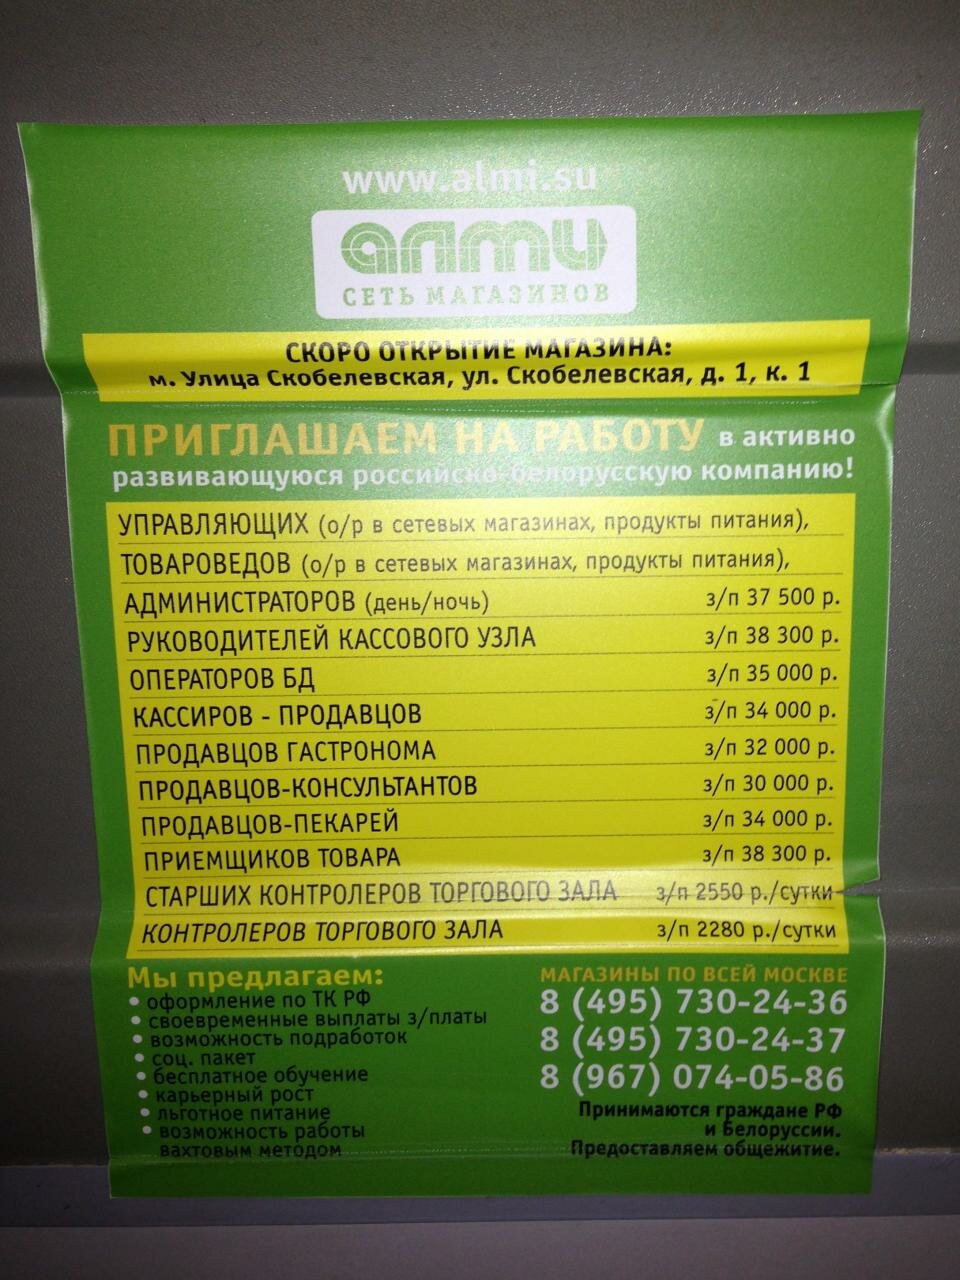 www.almi.su
алми
СЕТЬ МАГАЗИНОВ
СКОРО ОТКРЫТИЕ МАГАЗИНА:
м. Улица Скобелевская, ул. Скобелевская, д. 1, к. 1
ПРИГЛАШАЕМ НА РАБОТУ в активно
развивающуюся российско-белорусскую компанию!
УПРАВЛЯЮЩИХ (о/р в сетевых магазинах, продукты питания),
ТОВАРОВЕДОВ (о/р в сетевых магазинах, продукты питания),
АДМИНИСТРАТОРОВ (день/ночь) з/п 37 500 р.
РУКОВОДИТЕЛЕЙ КАССОВОГО УЗЛА з/п 38 300 р.
ОПЕРАТОРОВ БД з/п 35 000 р.
КАССИРОВ - ПРОДАВЦОВ з/п 34 000 р.
ПРОДАВЦОВ ГАСТРОНОМА з/п 32 000 р.
ПРОДАВЦОВ-КОНСУЛЬТАНТОВ з/п 30 000 р.
ПРОДАВЦОВ-ПЕКАРЕЙ з/п 34 000 р.
ПРИЕМЩИКОВ ТОВАРА з/п 38 300 р.
СТАРШИХ КОНТРОЛЕРОВ ТОРГОВОГО ЗАЛА з/п 2550 р./сутки
КОНТРОЛЕРОВ ТОРГОВОГО ЗАЛА з/п 2280 р./сутки
Мы предлагаем:
• оформление по ТК РФ
• своевременные выплаты з/платы
• возможность подработок
• соц. пакет
• бесплатное обучение
• карьерный рост
• льготное питание
• возможность работы
вахтовым методом
МАГАЗИНЫ ПО ВСЕЙ МОСКВЕ
8 (495) 730-24-36
8 (495) 730-24-37
8 (967) 074-05-86
Принимаются граждане РФ
и Белоруссии.
Предоставляем общежитие.